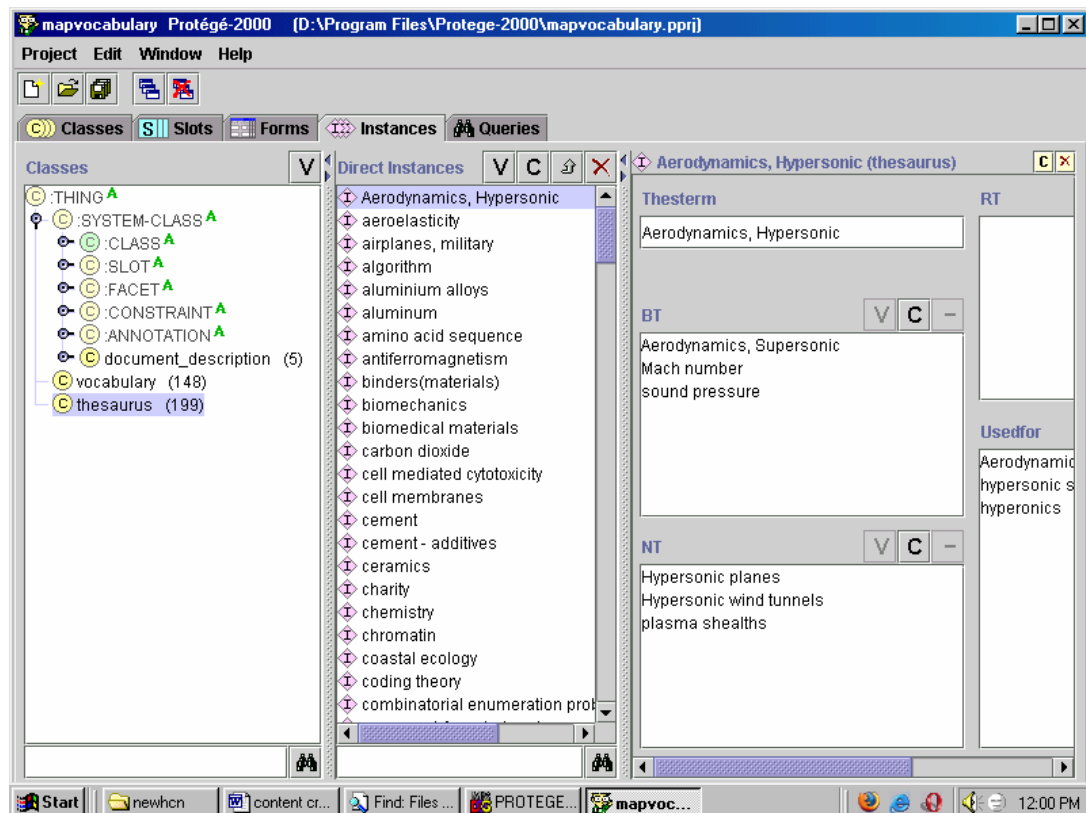 mapvocabulary Protégé-2000 (D:\Program Files\Protege-2000\mapvocabulary.pprj)
Project Edit Window Help
Classes Slots Forms Instances Queries
Classes V
:THING A
:SYSTEM-CLASS A
:CLASS A
:SLOT A
:FACET A
:CONSTRAINT A
:ANNOTATION A
document_description (5)
vocabulary (148)
thesaurus (199)
Direct Instances V C
Aerodynamics, Hypersonic
aeroelasticity
airplanes, military
algorithm
aluminium alloys
aluminum
amino acid sequence
antiferromagnetism
binders(materials)
biomechanics
biomedical materials
carbon dioxide
cell mediated cytotoxicity
cell membranes
cement
cement - additives
ceramics
charity
chemistry
chromatin
coastal ecology
coding theory
combinatorial enumeration prob
Aerodynamics, Hypersonic (thesaurus) C
Thesterm
Aerodynamics, Hypersonic
BT V C
Aerodynamics, Supersonic
Mach number
sound pressure
NT V C
Hypersonic planes
Hypersonic wind tunnels
plasma shealths
RT
Usedfor
Aerodynamic
hypersonic s
hyperonics
Start newhcn content cr... Find: Files ... PROTEGE... mapvoc... 12:00 PM